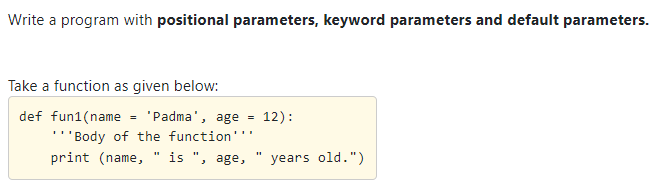 Write a program with positional parameters, keyword parameters and default parameters.
Take a function as given below:
def fun1(name = 'Padma', age = 12):
    '''Body of the function'''
    print (name, " is ", age, " years old.")